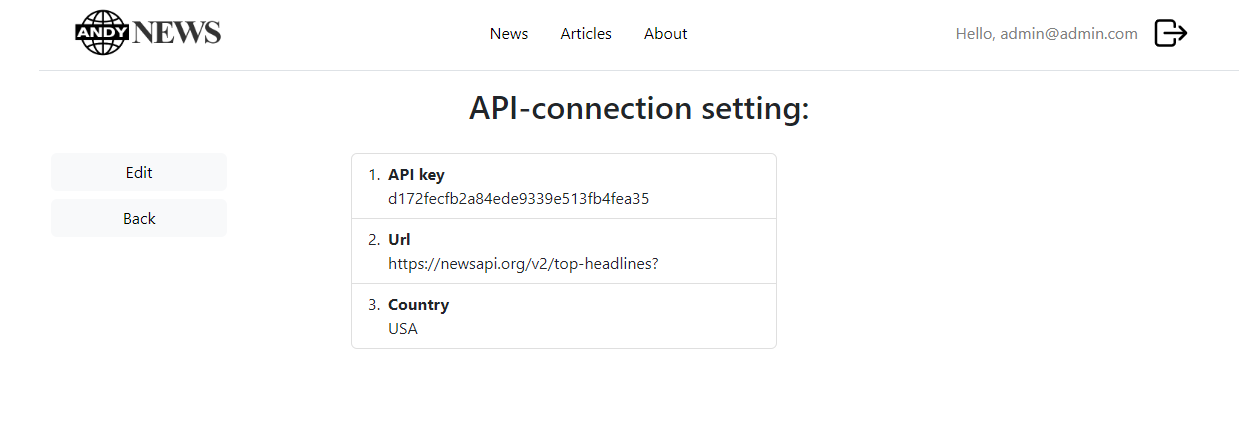 ANDY NEWS
News
Articles
About
Hello, admin@admin.com
API-connection setting:
Edit
Back
1. API key
d172fecfb2a84ede9339e513fb4fea35
2. Url
https://newsapi.org/v2/top-headlines?
3. Country
USA